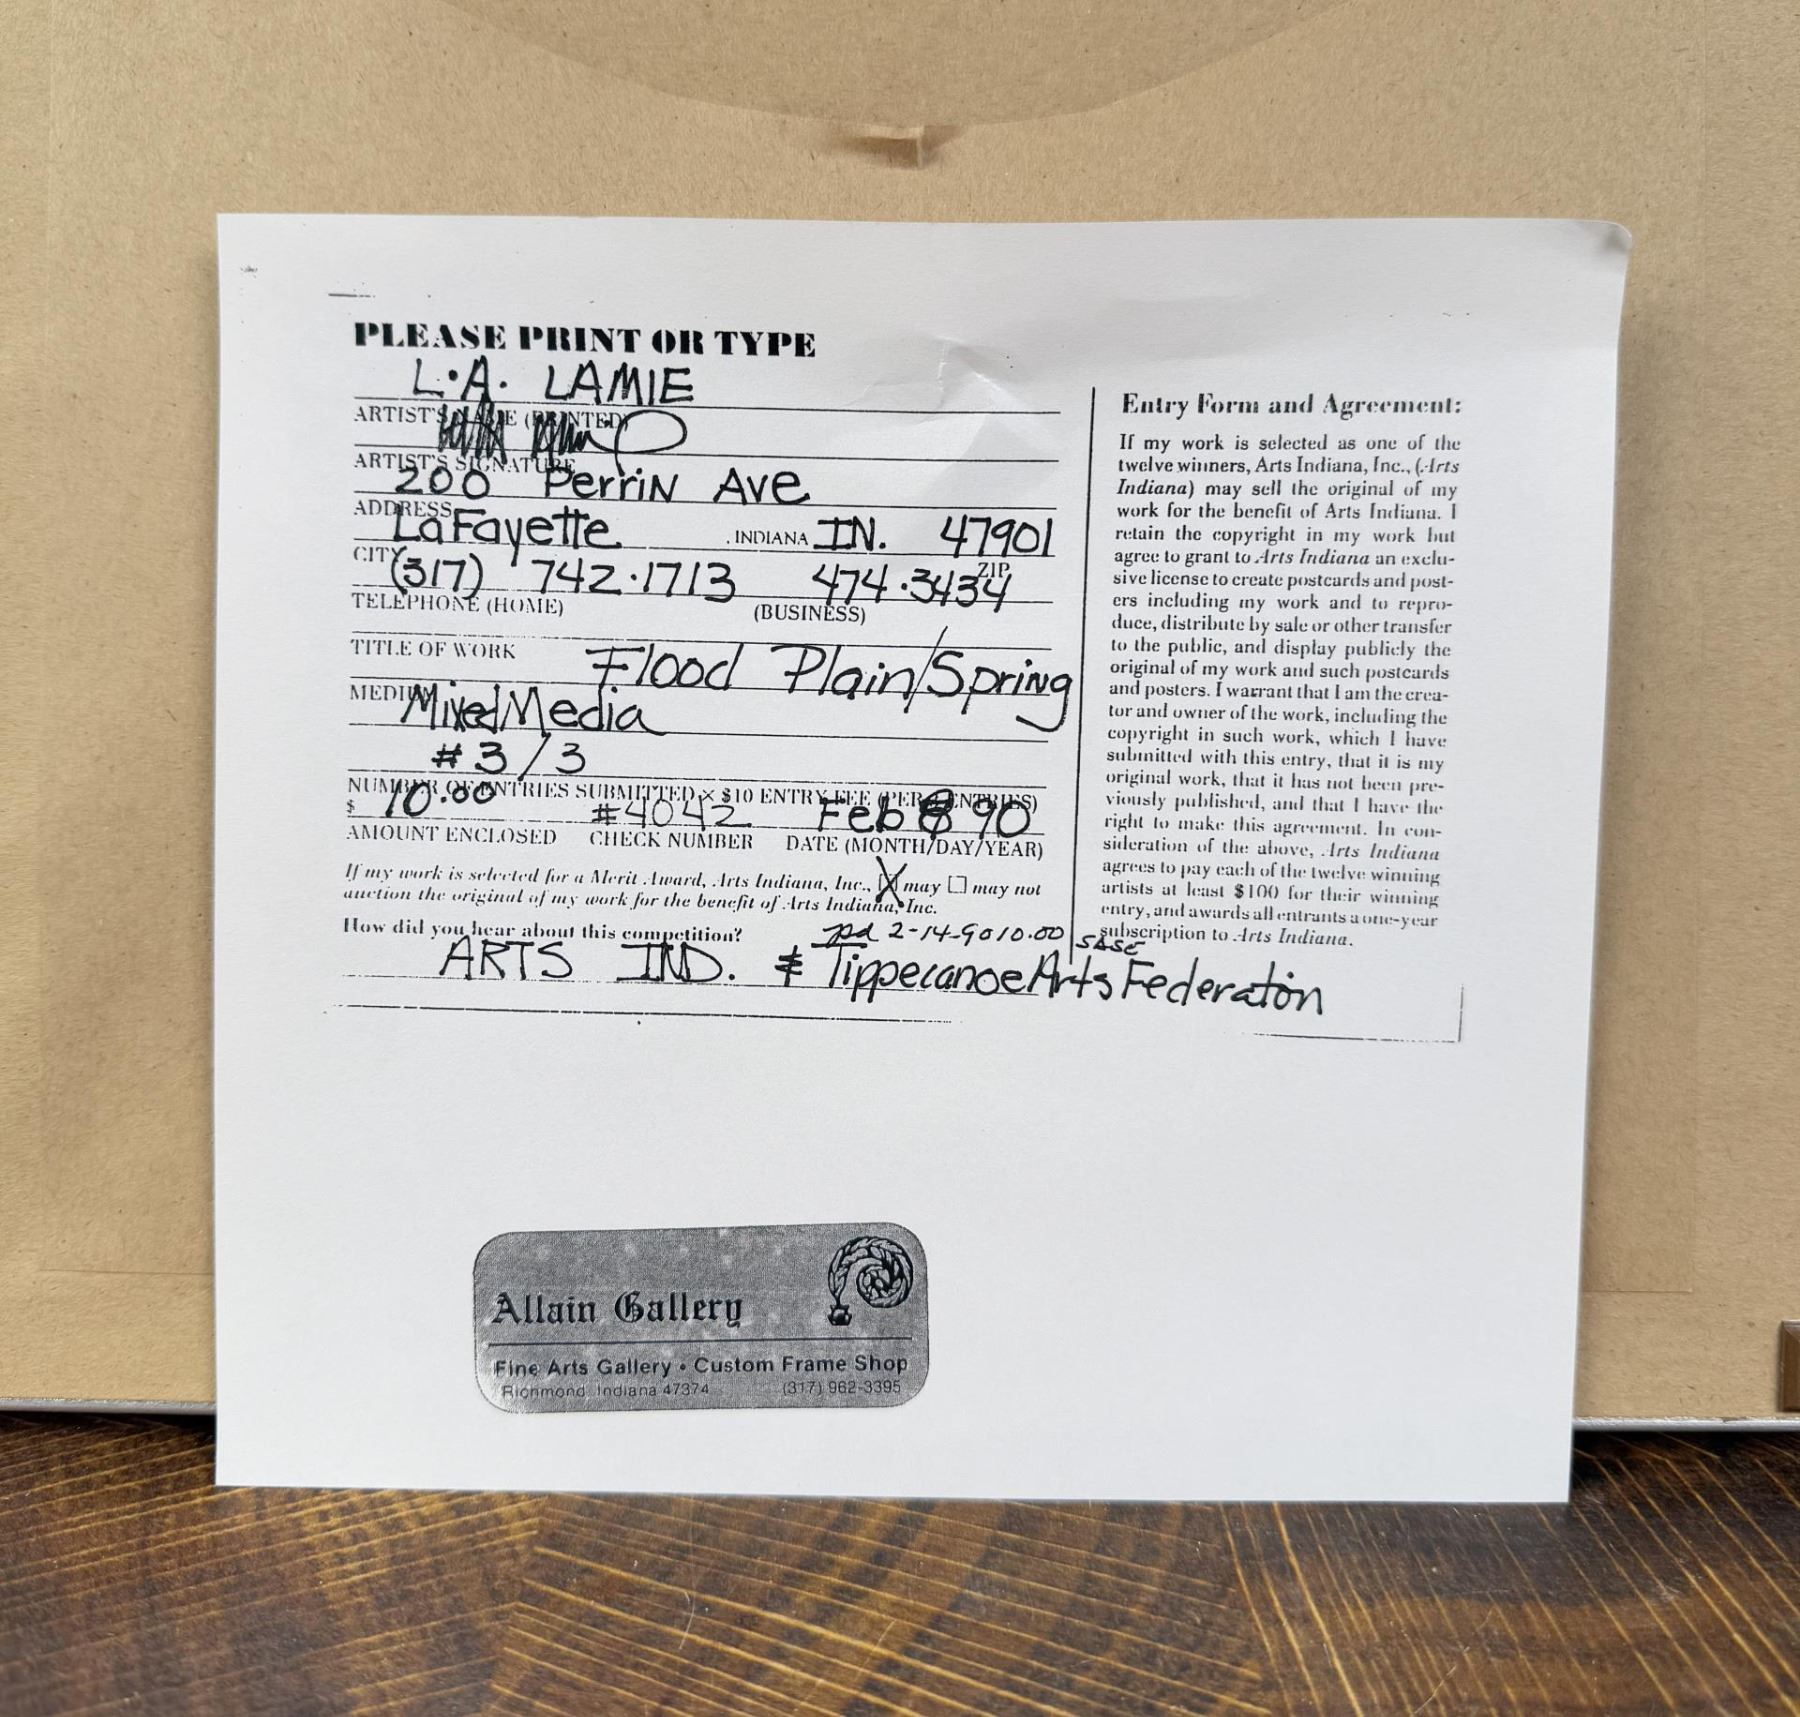 PLEASE PRINT OR TYPE
L.A. LAMIE
ARTIST'S NAME (PRINTED)
ARTIST'S SIGNATURE
200 Perrin Ave
ADDRESS
LaFayette , INDIANA IN. 47901
CITY ZIP
(317) 742.1713 474.3434
TELEPHONE (HOME) (BUSINESS)
TITLE OF WORK Flood Plain/Spring
MEDIUM Mixed Media
#3/3
NUMBER OF ENTRIES SUBMITTED × $10 ENTRY FEE (PER 3 ENTRIES)
$ 10.00 #4042 Feb 8 90
AMOUNT ENCLOSED CHECK NUMBER DATE (MONTH/DAY/YEAR)
If my work is selected for a Merit Award, Arts Indiana, Inc., may may not
auction the original of my work for the benefit of Arts Indiana, Inc.
How did you hear about this competition? pd 2-14-90 10.00 SASE
ARTS IND. & Tippecanoe Arts Federation
Entry Form and Agreement:
If my work is selected as one of the
twelve winners, Arts Indiana, Inc., (Arts
Indiana) may sell the original of my
work for the benefit of Arts Indiana. I
retain the copyright in my work but
agree to grant to Arts Indiana an exclu-
sive license to create postcards and post-
ers including my work and to repro-
duce, distribute by sale or other transfer
to the public, and display publicly the
original of my work and such postcards
and posters. I warrant that I am the crea-
tor and owner of the work, including the
copyright in such work, which I have
submitted with this entry, that it is my
original work, that it has not been pre-
viously published, and that I have the
right to make this agreement. In con-
sideration of the above, Arts Indiana
agrees to pay each of the twelve winning
artists at least $100 for their winning
entry, and awards all entrants a one-year
subscription to Arts Indiana.
Allain Gallery
Fine Arts Gallery • Custom Frame Shop
Richmond, Indiana 47374 (317) 962-3395